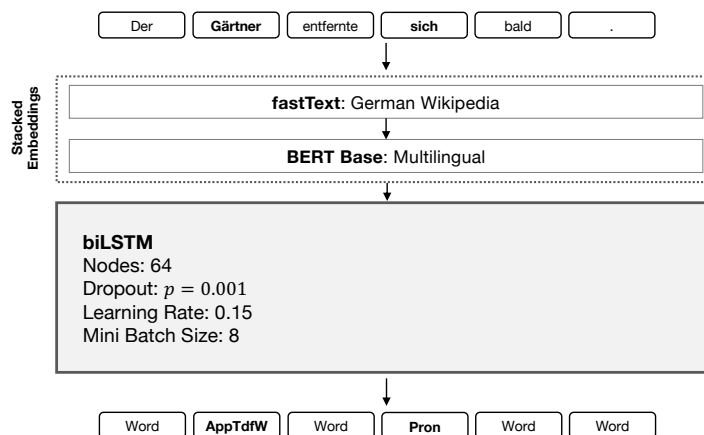 Der Gärtner entfernte sich bald .
Stacked
Embeddings
fastText: German Wikipedia
BERT Base: Multilingual
biLSTM
Nodes: 64
Dropout: p = 0.001
Learning Rate: 0.15
Mini Batch Size: 8
Word AppTdfW Word Pron Word Word